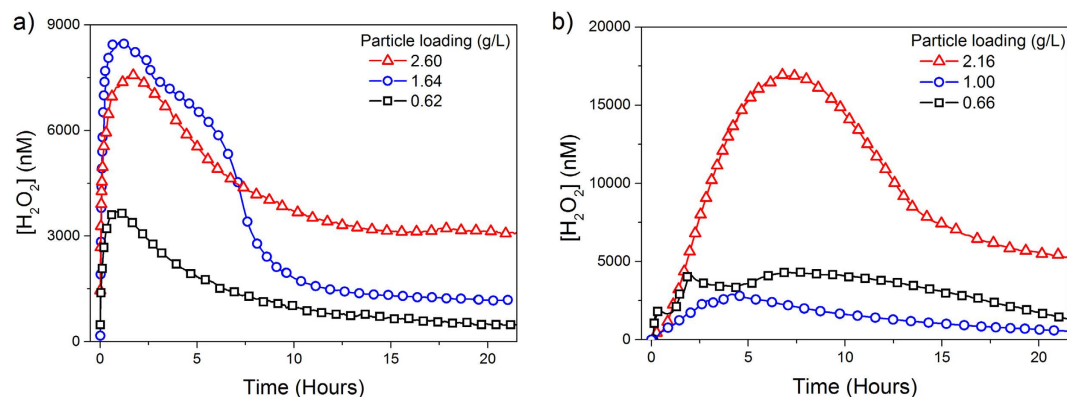 a)
Particle loading (g/L)
2.60
1.64
0.62
9000
6000
3000
0
[H₂O₂] (nM)
0 5 10 15 20
Time (Hours)
b)
Particle loading (g/L)
2.16
1.00
0.66
20000
15000
10000
5000
0
[H₂O₂] (nM)
0 5 10 15 20
Time (Hours)